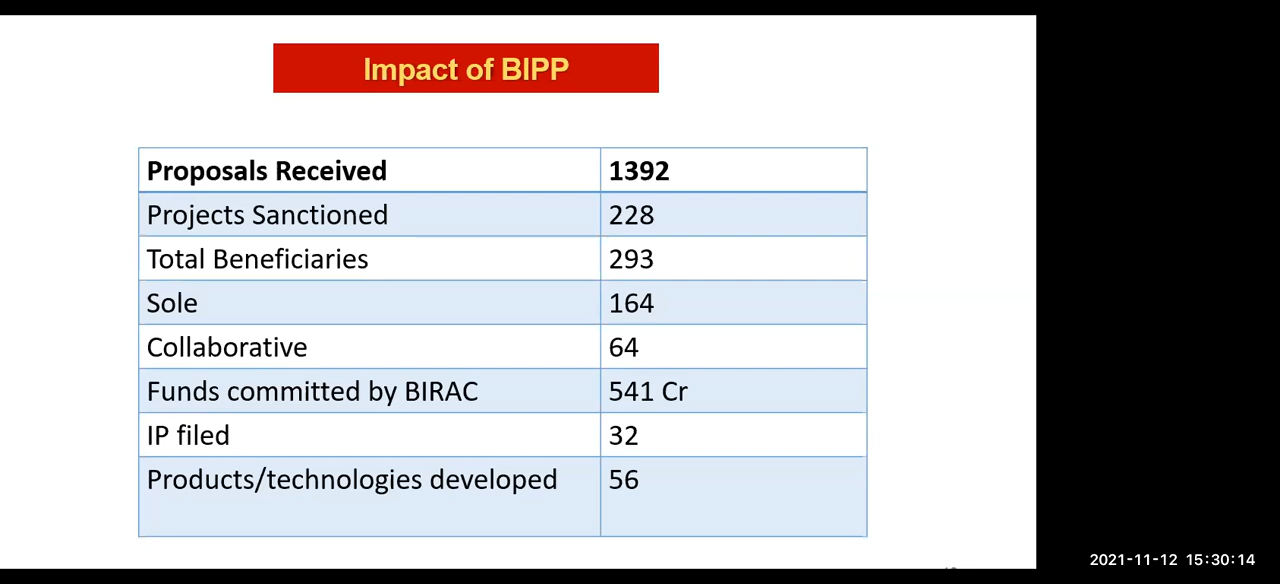 Impact of BIPP
Proposals Received 1392
Projects Sanctioned 228
Total Beneficiaries 293
Sole 164
Collaborative 64
Funds committed by BIRAC 541 Cr
IP filed 32
Products/technologies developed 56
2021-11-12 15:30:14